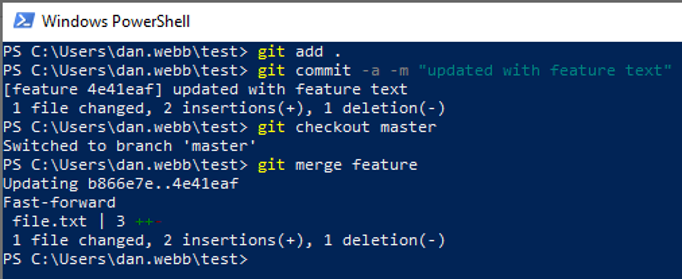 Windows PowerShell
PS C:\Users\dan.webb\test> git add .
PS C:\Users\dan.webb\test> git commit -a -m "updated with feature text"
[feature 4e41eaf] updated with feature text
 1 file changed, 2 insertions(+), 1 deletion(-)
PS C:\Users\dan.webb\test> git checkout master
Switched to branch 'master'
PS C:\Users\dan.webb\test> git merge feature
Updating b866e7e..4e41eaf
Fast-forward
 file.txt | 3 ++-
 1 file changed, 2 insertions(+), 1 deletion(-)
PS C:\Users\dan.webb\test>